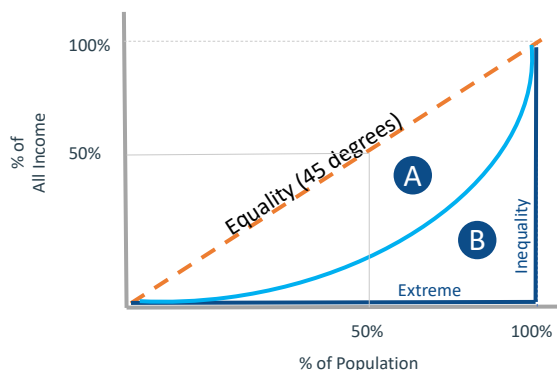 100%
% of
All Income
50%
Equality (45 degrees)
A
B
Inequality
Extreme
50%
100%
% of Population